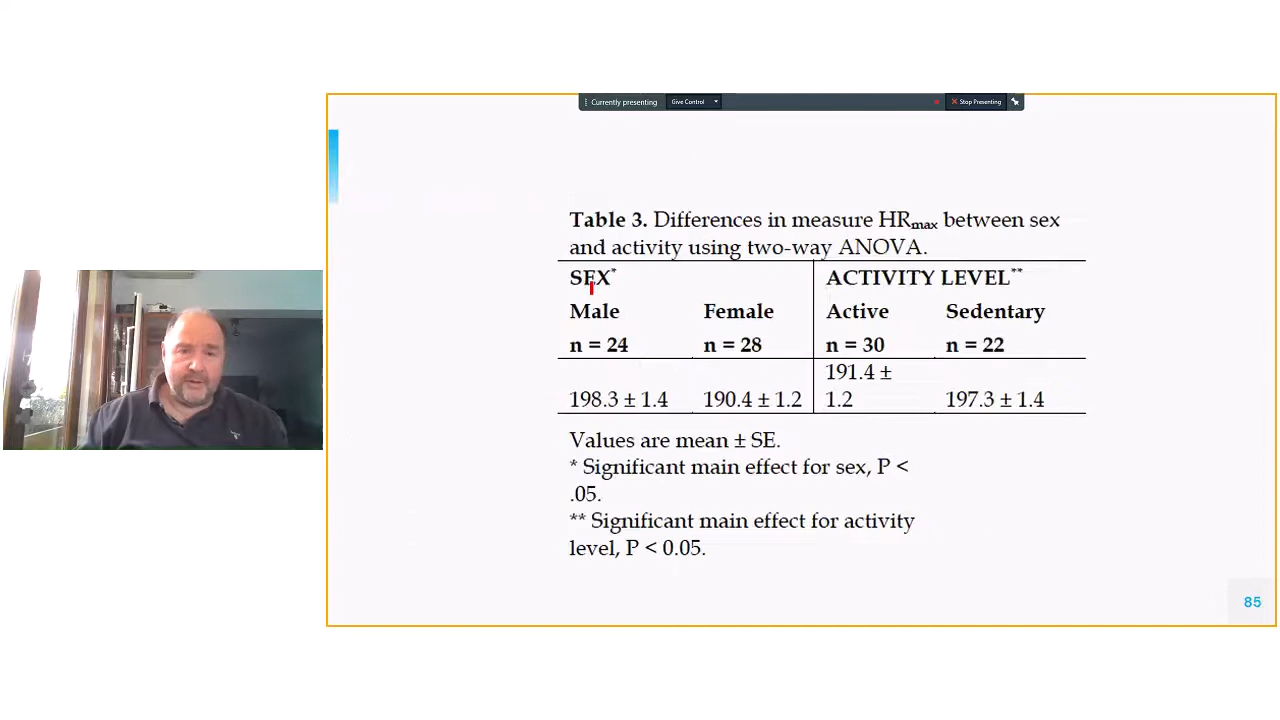 Currently presenting Give Control Stop Presenting
Table 3. Differences in measure HRmax between sex
and activity using two-way ANOVA.
SEX* ACTIVITY LEVEL**
Male Female Active Sedentary
n = 24 n = 28 n = 30 n = 22
191.4 ±
198.3 ± 1.4 190.4 ± 1.2 1.2 197.3 ± 1.4
Values are mean ± SE.
* Significant main effect for sex, P <
.05.
** Significant main effect for activity
level, P < 0.05.
85